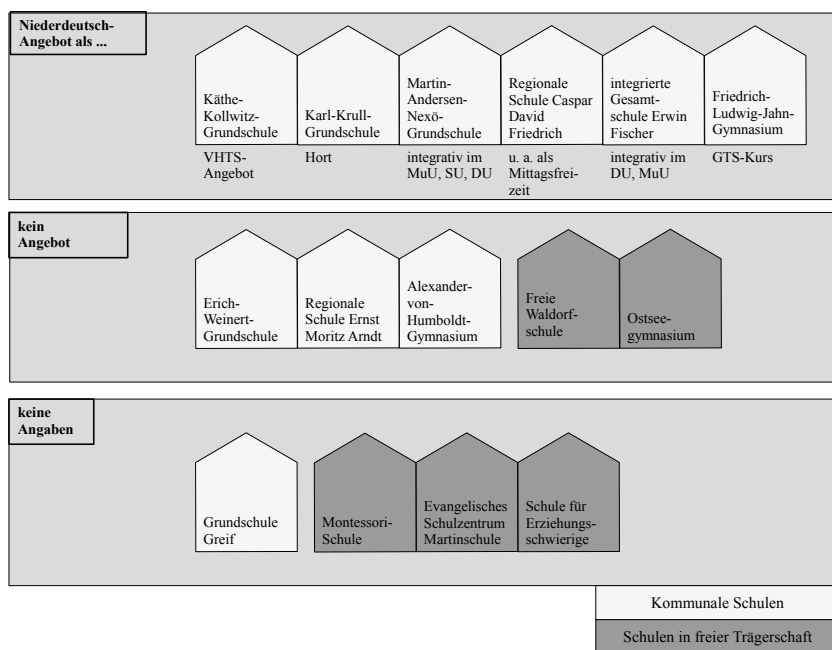 Niederdeutsch-
Angebot als ...
Käthe-
Kollwitz-
Grundschule
Karl-Krull-
Grundschule
Martin-
Andersen-
Nexö-
Grundschule
Regionale
Schule Caspar
David
Friedrich
integrierte
Gesamt-
schule Erwin
Fischer
Friedrich-
Ludwig-Jahn-
Gymnasium
VHTS-
Angebot
Hort
integrativ im
MuU, SU, DU
u. a. als
Mittagsfrei-
zeit
integrativ im
DU, MuU
GTS-Kurs
kein
Angebot
Erich-
Weinert-
Grundschule
Regionale
Schule Ernst
Moritz Arndt
Alexander-
von-
Humboldt-
Gymnasium
Freie
Waldorf-
schule
Ostsee-
gymnasium
keine
Angaben
Grundschule
Greif
Montessori-
Schule
Evangelisches
Schulzentrum
Martinschule
Schule für
Erziehungs-
schwierige
Kommunale Schulen
Schulen in freier Trägerschaft